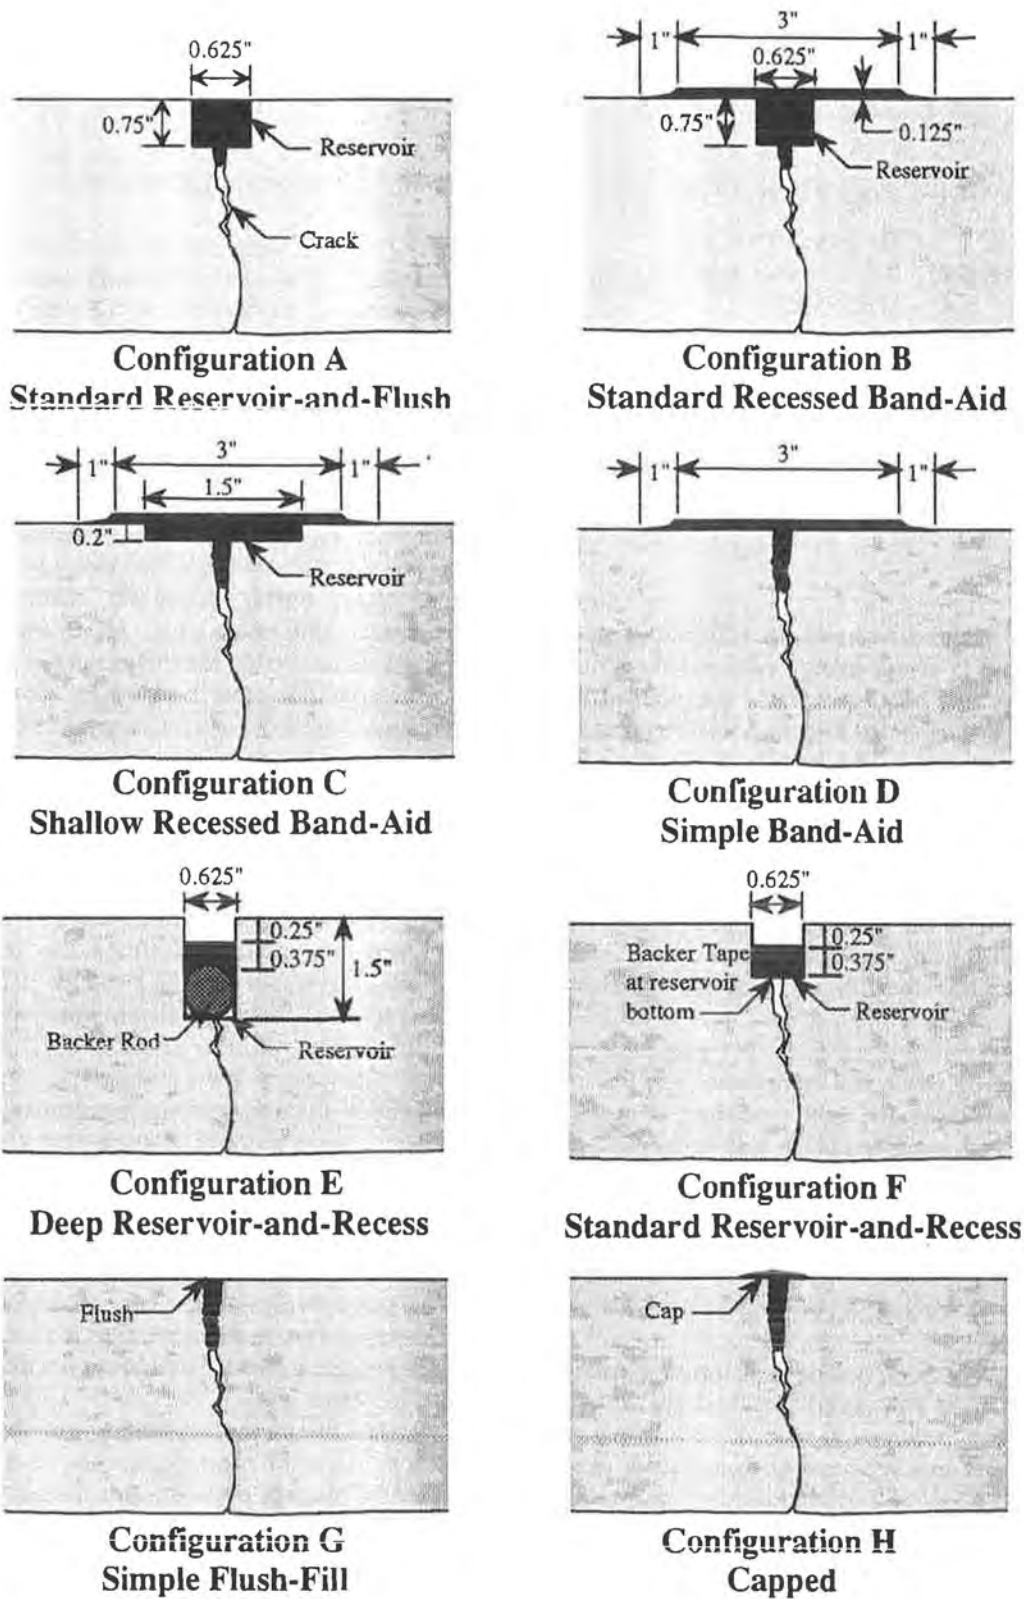 0.625"
0.75"
Reservoir
Crack
Configuration A
Standard Reservoir-and-Flush
1" 3" 1"
0.625"
0.75"
0.125"
Reservoir
Configuration B
Standard Recessed Band-Aid
1" 3" 1"
1.5"
0.2"
Reservoir
Configuration C
Shallow Recessed Band-Aid
1" 3" 1"
Configuration D
Simple Band-Aid
0.625"
0.25"
0.375"
1.5"
Backer Rod
Reservoir
Configuration E
Deep Reservoir-and-Recess
0.625"
0.25"
0.375"
Backer Tape
at reservoir
bottom
Reservoir
Configuration F
Standard Reservoir-and-Recess
Flush
Configuration G
Simple Flush-Fill
Cap
Configuration H
Capped